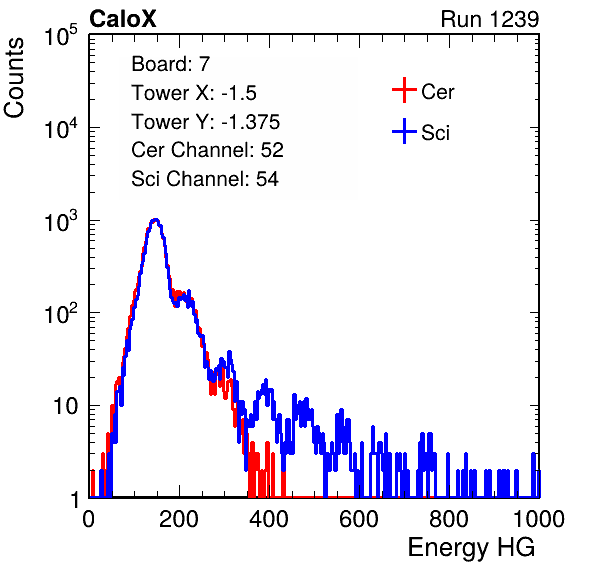 CaloX Run 1239
Counts
10^5
10^4
10^3
10^2
10
1
Board: 7
Tower X: -1.5
Tower Y: -1.375
Cer Channel: 52
Sci Channel: 54
Cer
Sci
0 200 400 600 800 1000
Energy HG